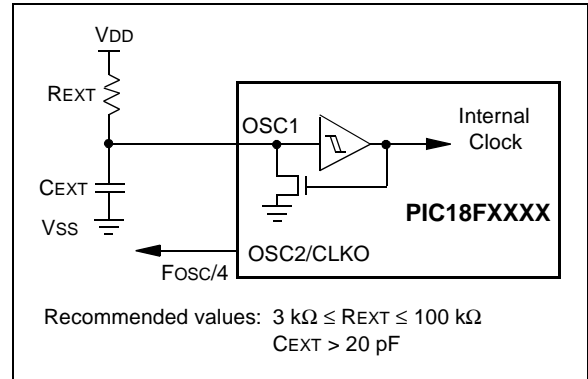 VDD
REXT
OSC1
Internal
Clock
CEXT
PIC18FXXXX
VSS
OSC2/CLKO
FOSC/4
Recommended values: 3 kΩ ≤ REXT ≤ 100 kΩ
CEXT > 20 pF